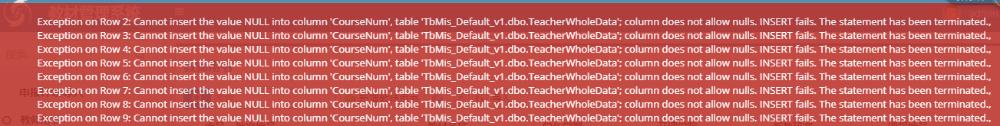 教材管理系统
admin
Exception on Row 2: Cannot insert the value NULL into column 'CourseNum', table 'TbMis_Default_v1.dbo.TeacherWholeData'; column does not allow nulls. INSERT fails. The statement has been terminated.,
Exception on Row 3: Cannot insert the value NULL into column 'CourseNum', table 'TbMis_Default_v1.dbo.TeacherWholeData'; column does not allow nulls. INSERT fails. The statement has been terminated.,
Exception on Row 4: Cannot insert the value NULL into column 'CourseNum', table 'TbMis_Default_v1.dbo.TeacherWholeData'; column does not allow nulls. INSERT fails. The statement has been terminated.,
搜索...
Exception on Row 5: Cannot insert the value NULL into column 'CourseNum', table 'TbMis_Default_v1.dbo.TeacherWholeData'; column does not allow nulls. INSERT fails. The statement has been terminated.,
Exception on Row 6: Cannot insert the value NULL into column 'CourseNum', table 'TbMis_Default_v1.dbo.TeacherWholeData'; column does not allow nulls. INSERT fails. The statement has been terminated.,
Exception on Row 7: Cannot insert the value NULL into column 'CourseNum', table 'TbMis_Default_v1.dbo.TeacherWholeData'; column does not allow nulls. INSERT fails. The statement has been terminated.,
Exception on Row 8: Cannot insert the value NULL into column 'CourseNum', table 'TbMis_Default_v1.dbo.TeacherWholeData'; column does not allow nulls. INSERT fails. The statement has been terminated.,
Exception on Row 9: Cannot insert the value NULL into column 'CourseNum', table 'TbMis_Default_v1.dbo.TeacherWholeData'; column does not allow nulls. INSERT fails. The statement has been terminated.,